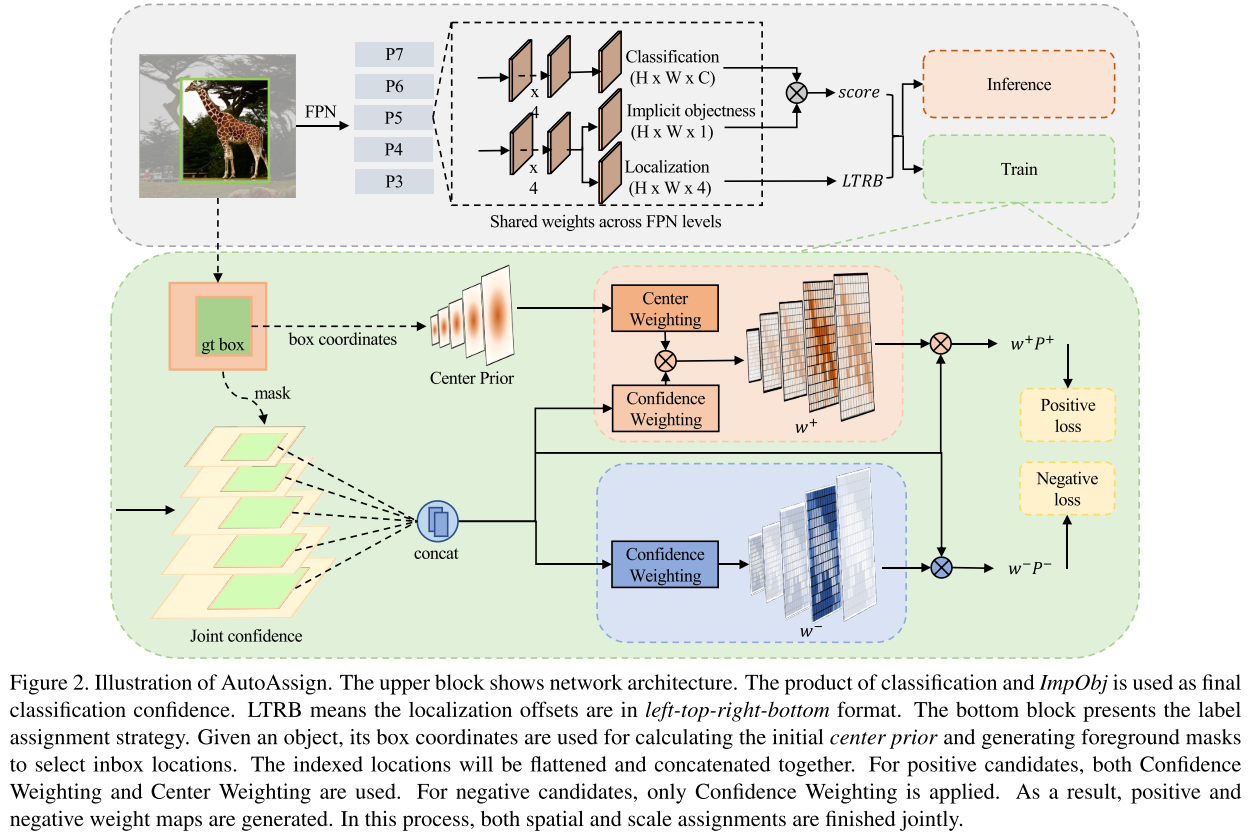 P7
P6
P5
P4
P3
FPN
x
4
x
4
Classification
(H x W x C)
Implicit objectness
(H x W x 1)
Localization
(H x W x 4)
Shared weights across FPN levels
score
LTRB
Inference
Train
gt box
box coordinates
mask
Center Prior
Joint confidence
concat
Center
Weighting
Confidence
Weighting
w⁺
Confidence
Weighting
w⁻
w⁺P⁺
Positive
loss
Negative
loss
w⁻P⁻
Figure 2. Illustration of AutoAssign. The upper block shows network architecture. The product of classification and ImpObj is used as final
classification confidence. LTRB means the localization offsets are in left-top-right-bottom format. The bottom block presents the label
assignment strategy. Given an object, its box coordinates are used for calculating the initial center prior and generating foreground masks
to select inbox locations. The indexed locations will be flattened and concatenated together. For positive candidates, both Confidence
Weighting and Center Weighting are used. For negative candidates, only Confidence Weighting is applied. As a result, positive and
negative weight maps are generated. In this process, both spatial and scale assignments are finished jointly.